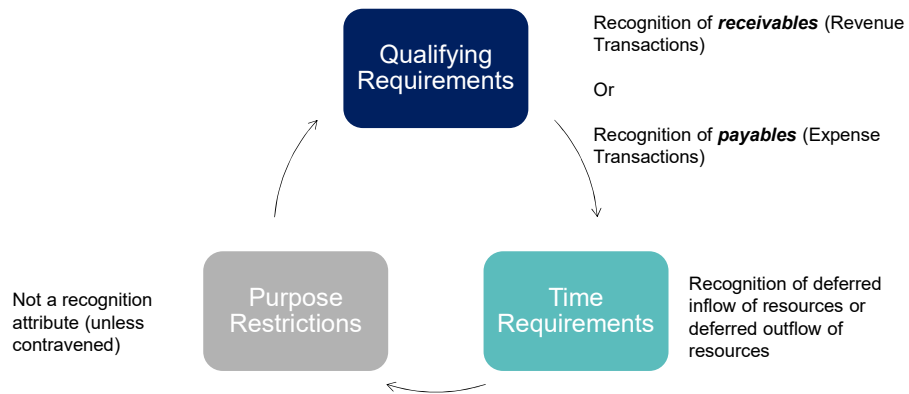 Qualifying
Requirements
Recognition of receivables (Revenue
Transactions)
Or
Recognition of payables (Expense
Transactions)
Time
Requirements
Recognition of deferred
inflow of resources or
deferred outflow of
resources
Purpose
Restrictions
Not a recognition
attribute (unless
contravened)